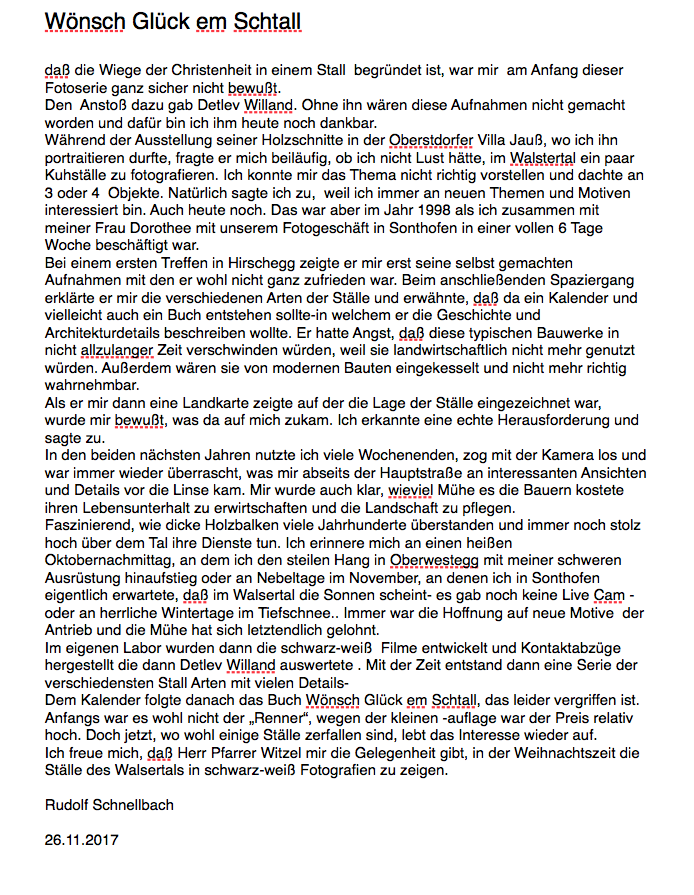 Wönsch Glück em Schtall
daß die Wiege der Christenheit in einem Stall  begründet ist, war mir  am Anfang dieser
Fotoserie ganz sicher nicht bewußt.
Den  Anstoß dazu gab Detlev Willand. Ohne ihn wären diese Aufnahmen nicht gemacht
worden und dafür bin ich ihm heute noch dankbar.
Während der Ausstellung seiner Holzschnitte in der Oberstdorfer Villa Jauß, wo ich ihn
portraitieren durfte, fragte er mich beiläufig, ob ich nicht Lust hätte, im Walstertal ein paar
Kuhställe zu fotografieren. Ich konnte mir das Thema nicht richtig vorstellen und dachte an
3 oder 4  Objekte. Natürlich sagte ich zu,  weil ich immer an neuen Themen und Motiven
interessiert bin. Auch heute noch. Das war aber im Jahr 1998 als ich zusammen mit
meiner Frau Dorothee mit unserem Fotogeschäft in Sonthofen in einer vollen 6 Tage
Woche beschäftigt war.
Bei einem ersten Treffen in Hirschegg zeigte er mir erst seine selbst gemachten
Aufnahmen mit den er wohl nicht ganz zufrieden war. Beim anschließenden Spaziergang
erklärte er mir die verschiedenen Arten der Ställe und erwähnte, daß da ein Kalender und
vielleicht auch ein Buch entstehen sollte-in welchem er die Geschichte und
Architekturdetails beschreiben wollte. Er hatte Angst, daß diese typischen Bauwerke in
nicht allzulanger Zeit verschwinden würden, weil sie landwirtschaftlich nicht mehr genutzt
würden. Außerdem wären sie von modernen Bauten eingekesselt und nicht mehr richtig
wahrnehmbar.
Als er mir dann eine Landkarte zeigte auf der die Lage der Ställe eingezeichnet war,
wurde mir bewußt, was da auf mich zukam. Ich erkannte eine echte Herausforderung und
sagte zu.
In den beiden nächsten Jahren nutzte ich viele Wochenenden, zog mit der Kamera los und
war immer wieder überrascht, was mir abseits der Hauptstraße an interessanten Ansichten
und Details vor die Linse kam. Mir wurde auch klar, wieviel Mühe es die Bauern kostete
ihren Lebensunterhalt zu erwirtschaften und die Landschaft zu pflegen.
Faszinierend, wie dicke Holzbalken viele Jahrhunderte überstanden und immer noch stolz
hoch über dem Tal ihre Dienste tun. Ich erinnere mich an einen heißen
Oktobernachmittag, an dem ich den steilen Hang in Oberwestegg mit meiner schweren
Ausrüstung hinaufstieg oder an Nebeltage im November, an denen ich in Sonthofen
eigentlich erwartete, daß im Walsertal die Sonnen scheint- es gab noch keine Live Cam -
oder an herrliche Wintertage im Tiefschnee.. Immer war die Hoffnung auf neue Motive  der
Antrieb und die Mühe hat sich letztendlich gelohnt.
Im eigenen Labor wurden dann die schwarz-weiß  Filme entwickelt und Kontaktabzüge
hergestellt die dann Detlev Willand auswertete . Mit der Zeit entstand dann eine Serie der
verschiedensten Stall Arten mit vielen Details-
Dem Kalender folgte danach das Buch Wönsch Glück em Schtall, das leider vergriffen ist.
Anfangs war es wohl nicht der „Renner“, wegen der kleinen -auflage war der Preis relativ
hoch. Doch jetzt, wo wohl einige Ställe zerfallen sind, lebt das Interesse wieder auf.
Ich freue mich, daß Herr Pfarrer Witzel mir die Gelegenheit gibt, in der Weihnachtszeit die
Ställe des Walsertals in schwarz-weiß Fotografien zu zeigen.
Rudolf Schnellbach
26.11.2017